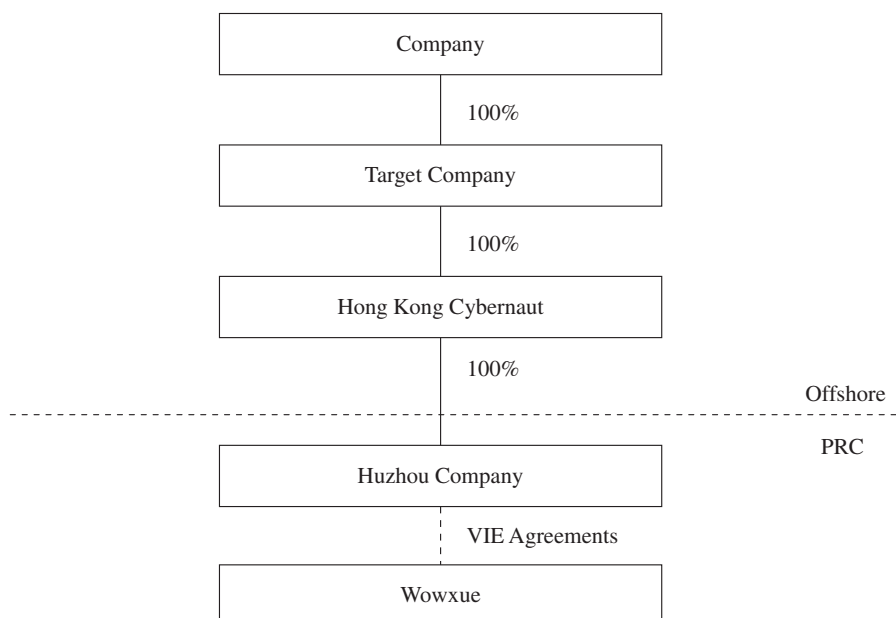 Company
100%
Target Company
100%
Hong Kong Cybernaut
100%
Offshore
PRC
Huzhou Company
VIE Agreements
Wowxue